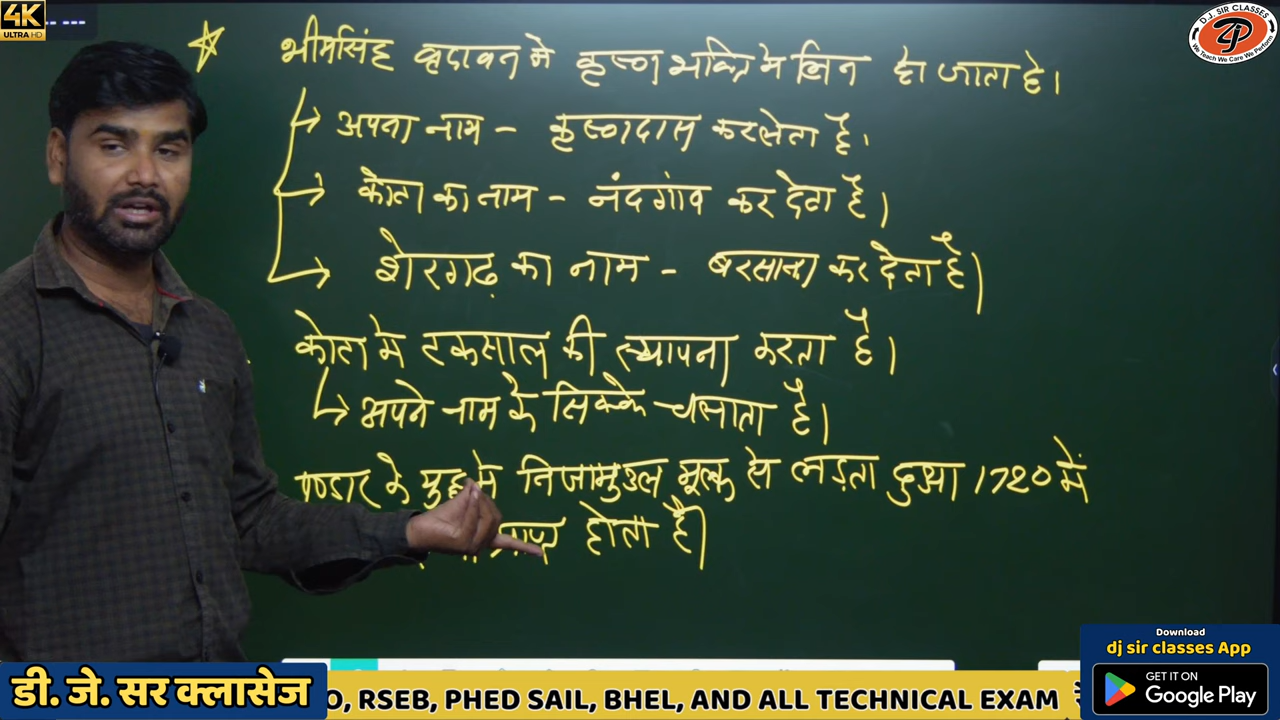 4K
ULTRA HD
D.J. SIR CLASSES
We Teach We Care We Perform
भीमसिंह वृदावन मे कृष्ण भक्ति मे लिन हो जाता हे।
अपना नाम - कृष्णदास करलेता है।
कोटा का नाम - नंदगांव कर देता है।
शेरगढ़ का नाम - बरसाना कर देता है।
कोटा मे टकसाल की स्थापना करता है।
अपने नाम के सिक्के चलाता है।
पण्डार के युद्ध मे निजामुउल मूल्क से लड़ता हुआ 1720 में
होता है।
डी. जे. सर क्लासेज
O, RSEB, PHED SAIL, BHEL, AND ALL TECHNICAL EXAM
Download
dj sir classes App
GET IT ON
Google Play